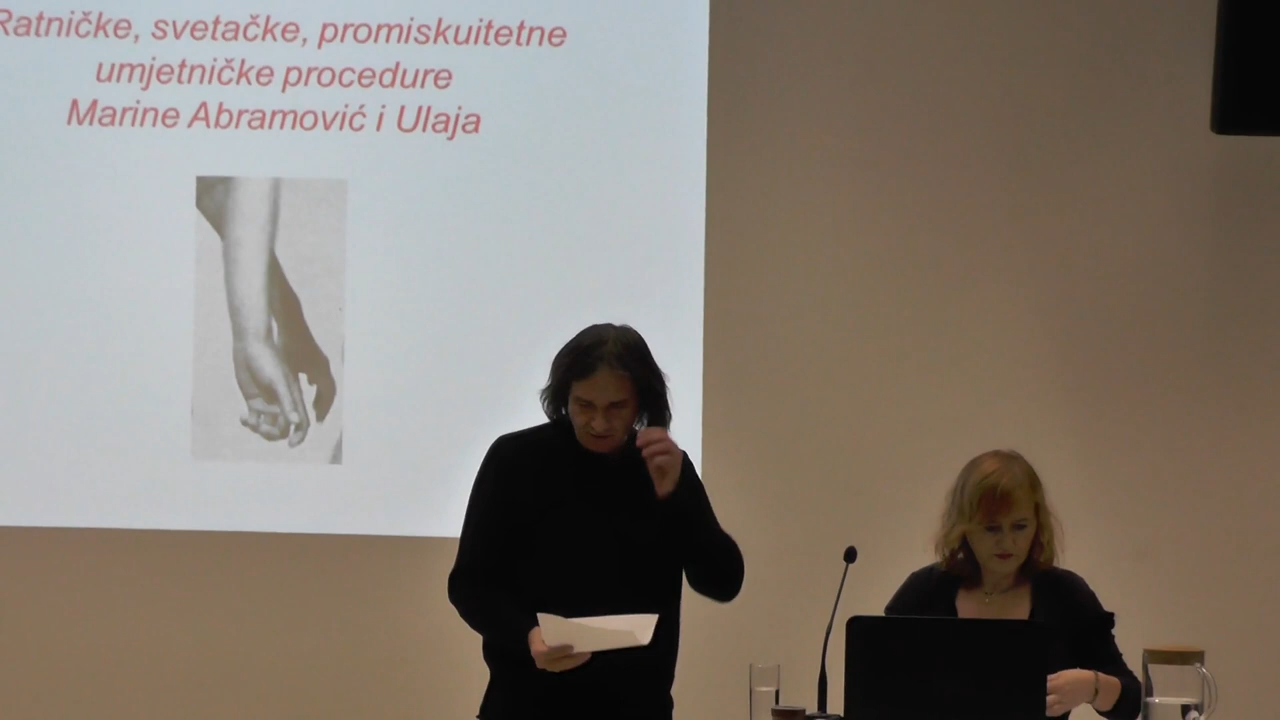 Ratničke, svetačke, promiskuitetne
umjetničke procedure
Marine Abramović i Ulaja